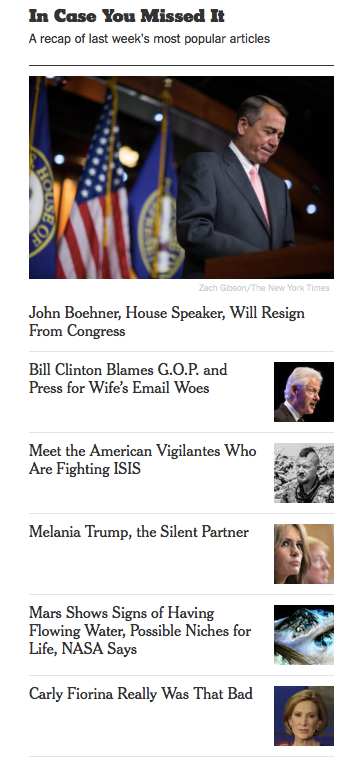 In Case You Missed It
A recap of last week's most popular articles
HOUSE OF
Zach Gibson/The New York Times
John Boehner, House Speaker, Will Resign
From Congress
Bill Clinton Blames G.O.P. and
Press for Wife's Email Woes
Meet the American Vigilantes Who
Are Fighting ISIS
Melania Trump, the Silent Partner
Mars Shows Signs of Having
Flowing Water, Possible Niches for
Life, NASA Says
Carly Fiorina Really Was That Bad